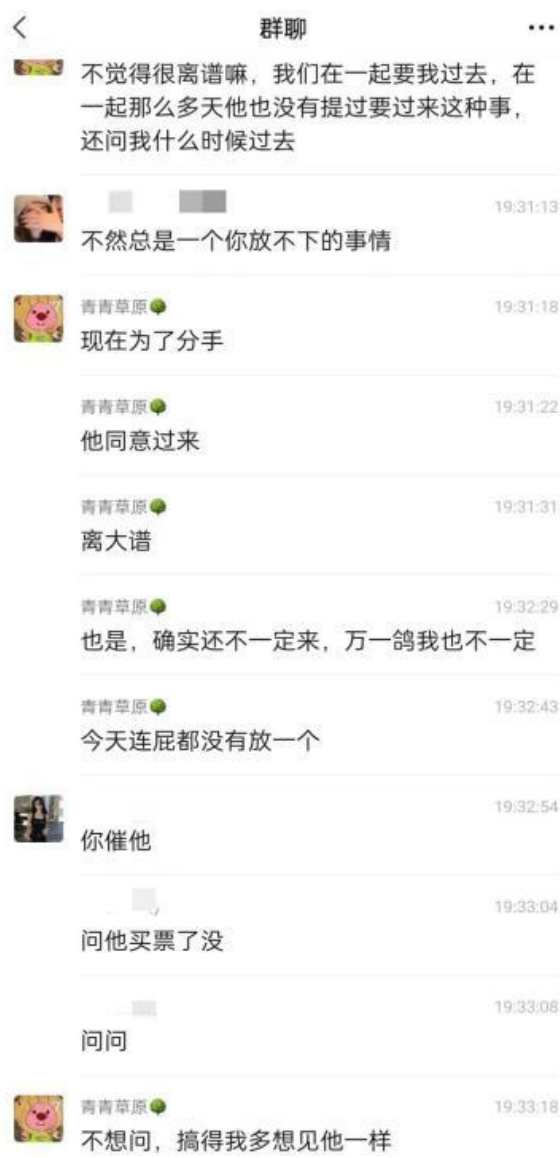 群聊
不觉得很离谱嘛，我们在一起要我过去，在
一起那么多天他也没有提过要过来这种事，
还问我什么时候过去
19:31:13
不然总是一个你放不下的事情
青青草原🌳 19:31:18
现在为了分手
青青草原🌳 19:31:22
他同意过来
青青草原🌳 19:31:31
离大谱
青青草原🌳 19:32:29
也是，确实还不一定来，万一鸽我也不一定
青青草原🌳 19:32:43
今天连屁都没有放一个
19:32:54
你催他
19:33:04
问他买票了没
19:33:08
问问
青青草原🌳 19:33:18
不想问，搞得我多想见他一样